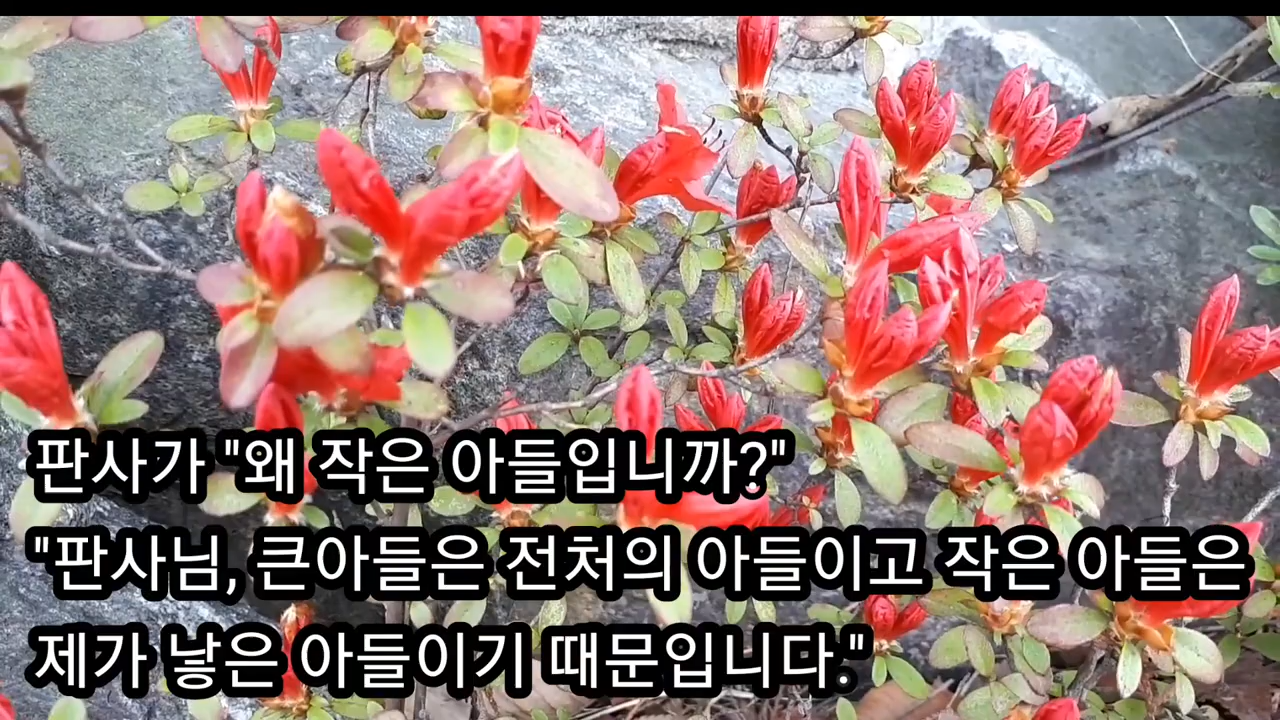 판사가 "왜 작은 아들입니까?"
"판사님, 큰아들은 전처의 아들이고 작은 아들은
제가 낳은 아들이기 때문입니다."